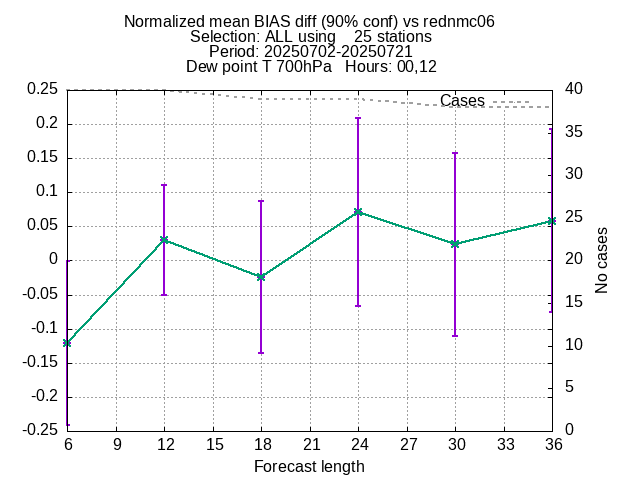 Normalized mean BIAS diff (90% conf) vs rednmc06
Selection: ALL using    25 stations
Period: 20250702-20250721
Dew point T 700hPa   Hours: 00,12
Cases
0.25
0.2
0.15
0.1
0.05
0
-0.05
-0.1
-0.15
-0.2
-0.25
40
35
30
25
20
15
10
5
0
No cases
6 9 12 15 18 21 24 27 30 33 36
Forecast length